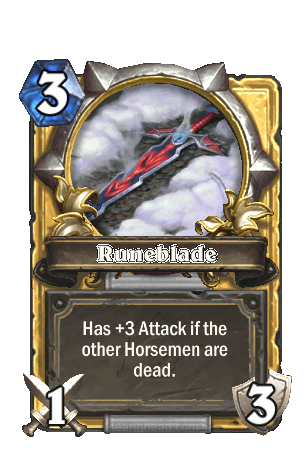 3
Runeblade
Has +3 Attack if the
other Horsemen are
dead.
1
3